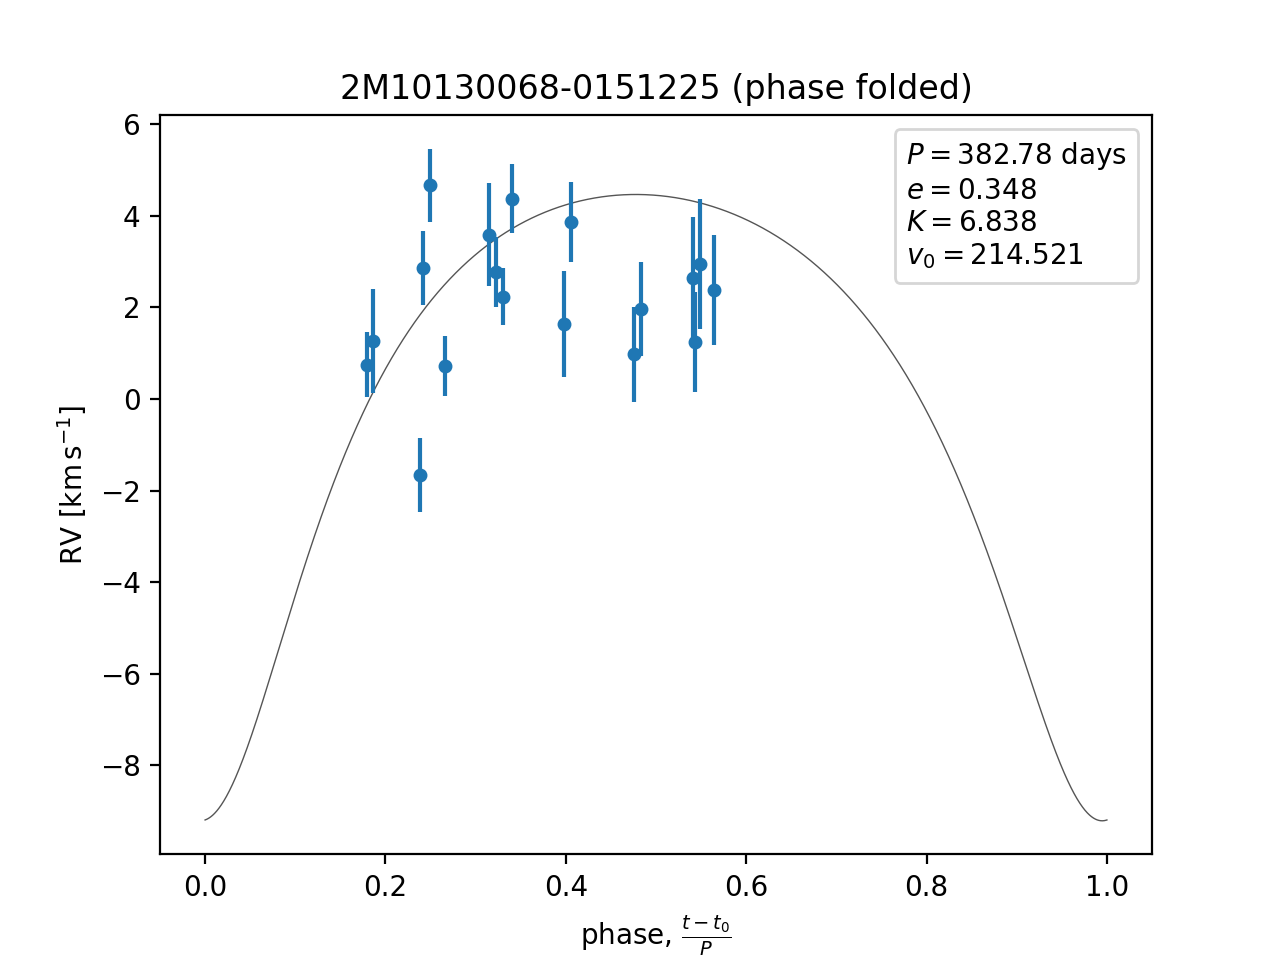 2M10130068-0151225 (phase folded)
P = 382.78 days
e = 0.348
K = 6.838
v₀ = 214.521
6
4
2
0
−2
−4
−6
−8
RV [km s⁻¹]
0.0 0.2 0.4 0.6 0.8 1.0
phase, (t − t₀)/P